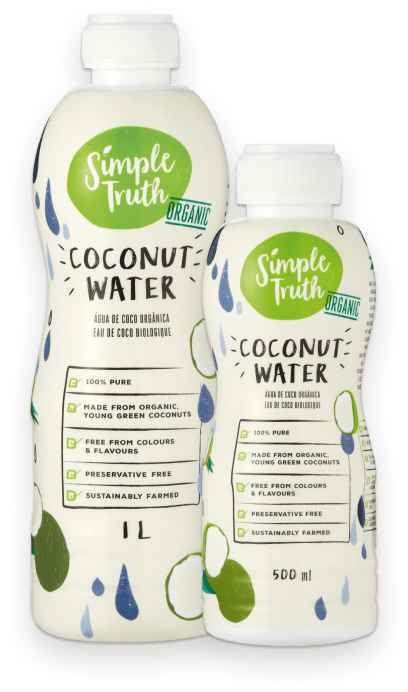 Simple
Truth
ORGANIC
COCONUT
WATER
ÁGUA DE COCO ORGÂNICA
EAU DE COCO BIOLOGIQUE
100% PURE
MADE FROM ORGANIC,
YOUNG GREEN COCONUTS
FREE FROM COLOURS
& FLAVOURS
PRESERVATIVE FREE
SUSTAINABLY FARMED
1 L
Simple
Truth
ORGANIC
COCONUT
WATER
ÁGUA DE COCO ORGÂNICA
EAU DE COCO BIOLOGIQUE
100% PURE
MADE FROM ORGANIC,
YOUNG GREEN COCONUTS
FREE FROM COLOURS
& FLAVOURS
PRESERVATIVE FREE
SUSTAINABLY FARMED
500 ml